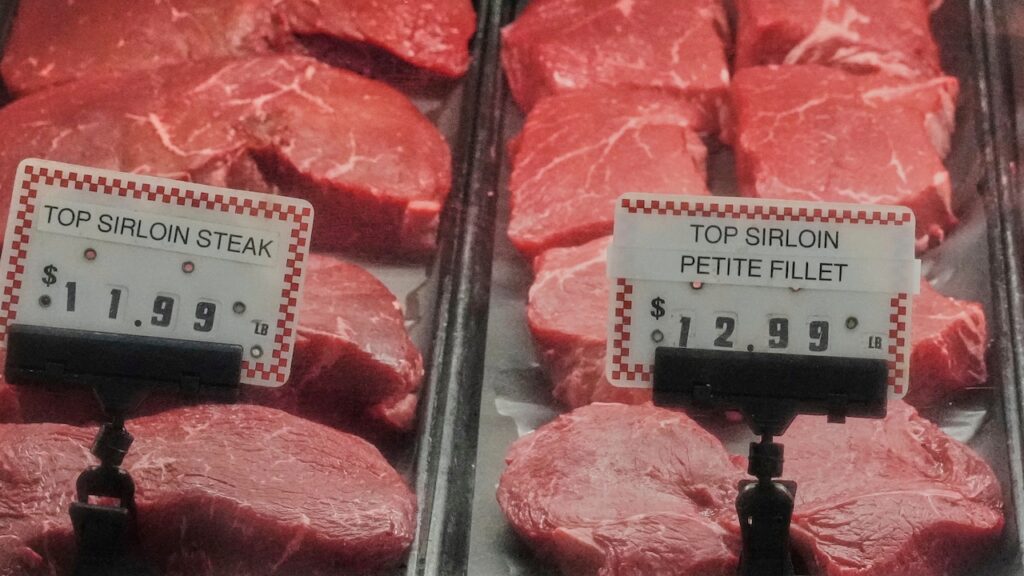 TOP SIRLOIN STEAK
$ 11.99 LB
TOP SIRLOIN
PETITE FILLET
$ 12.99 LB